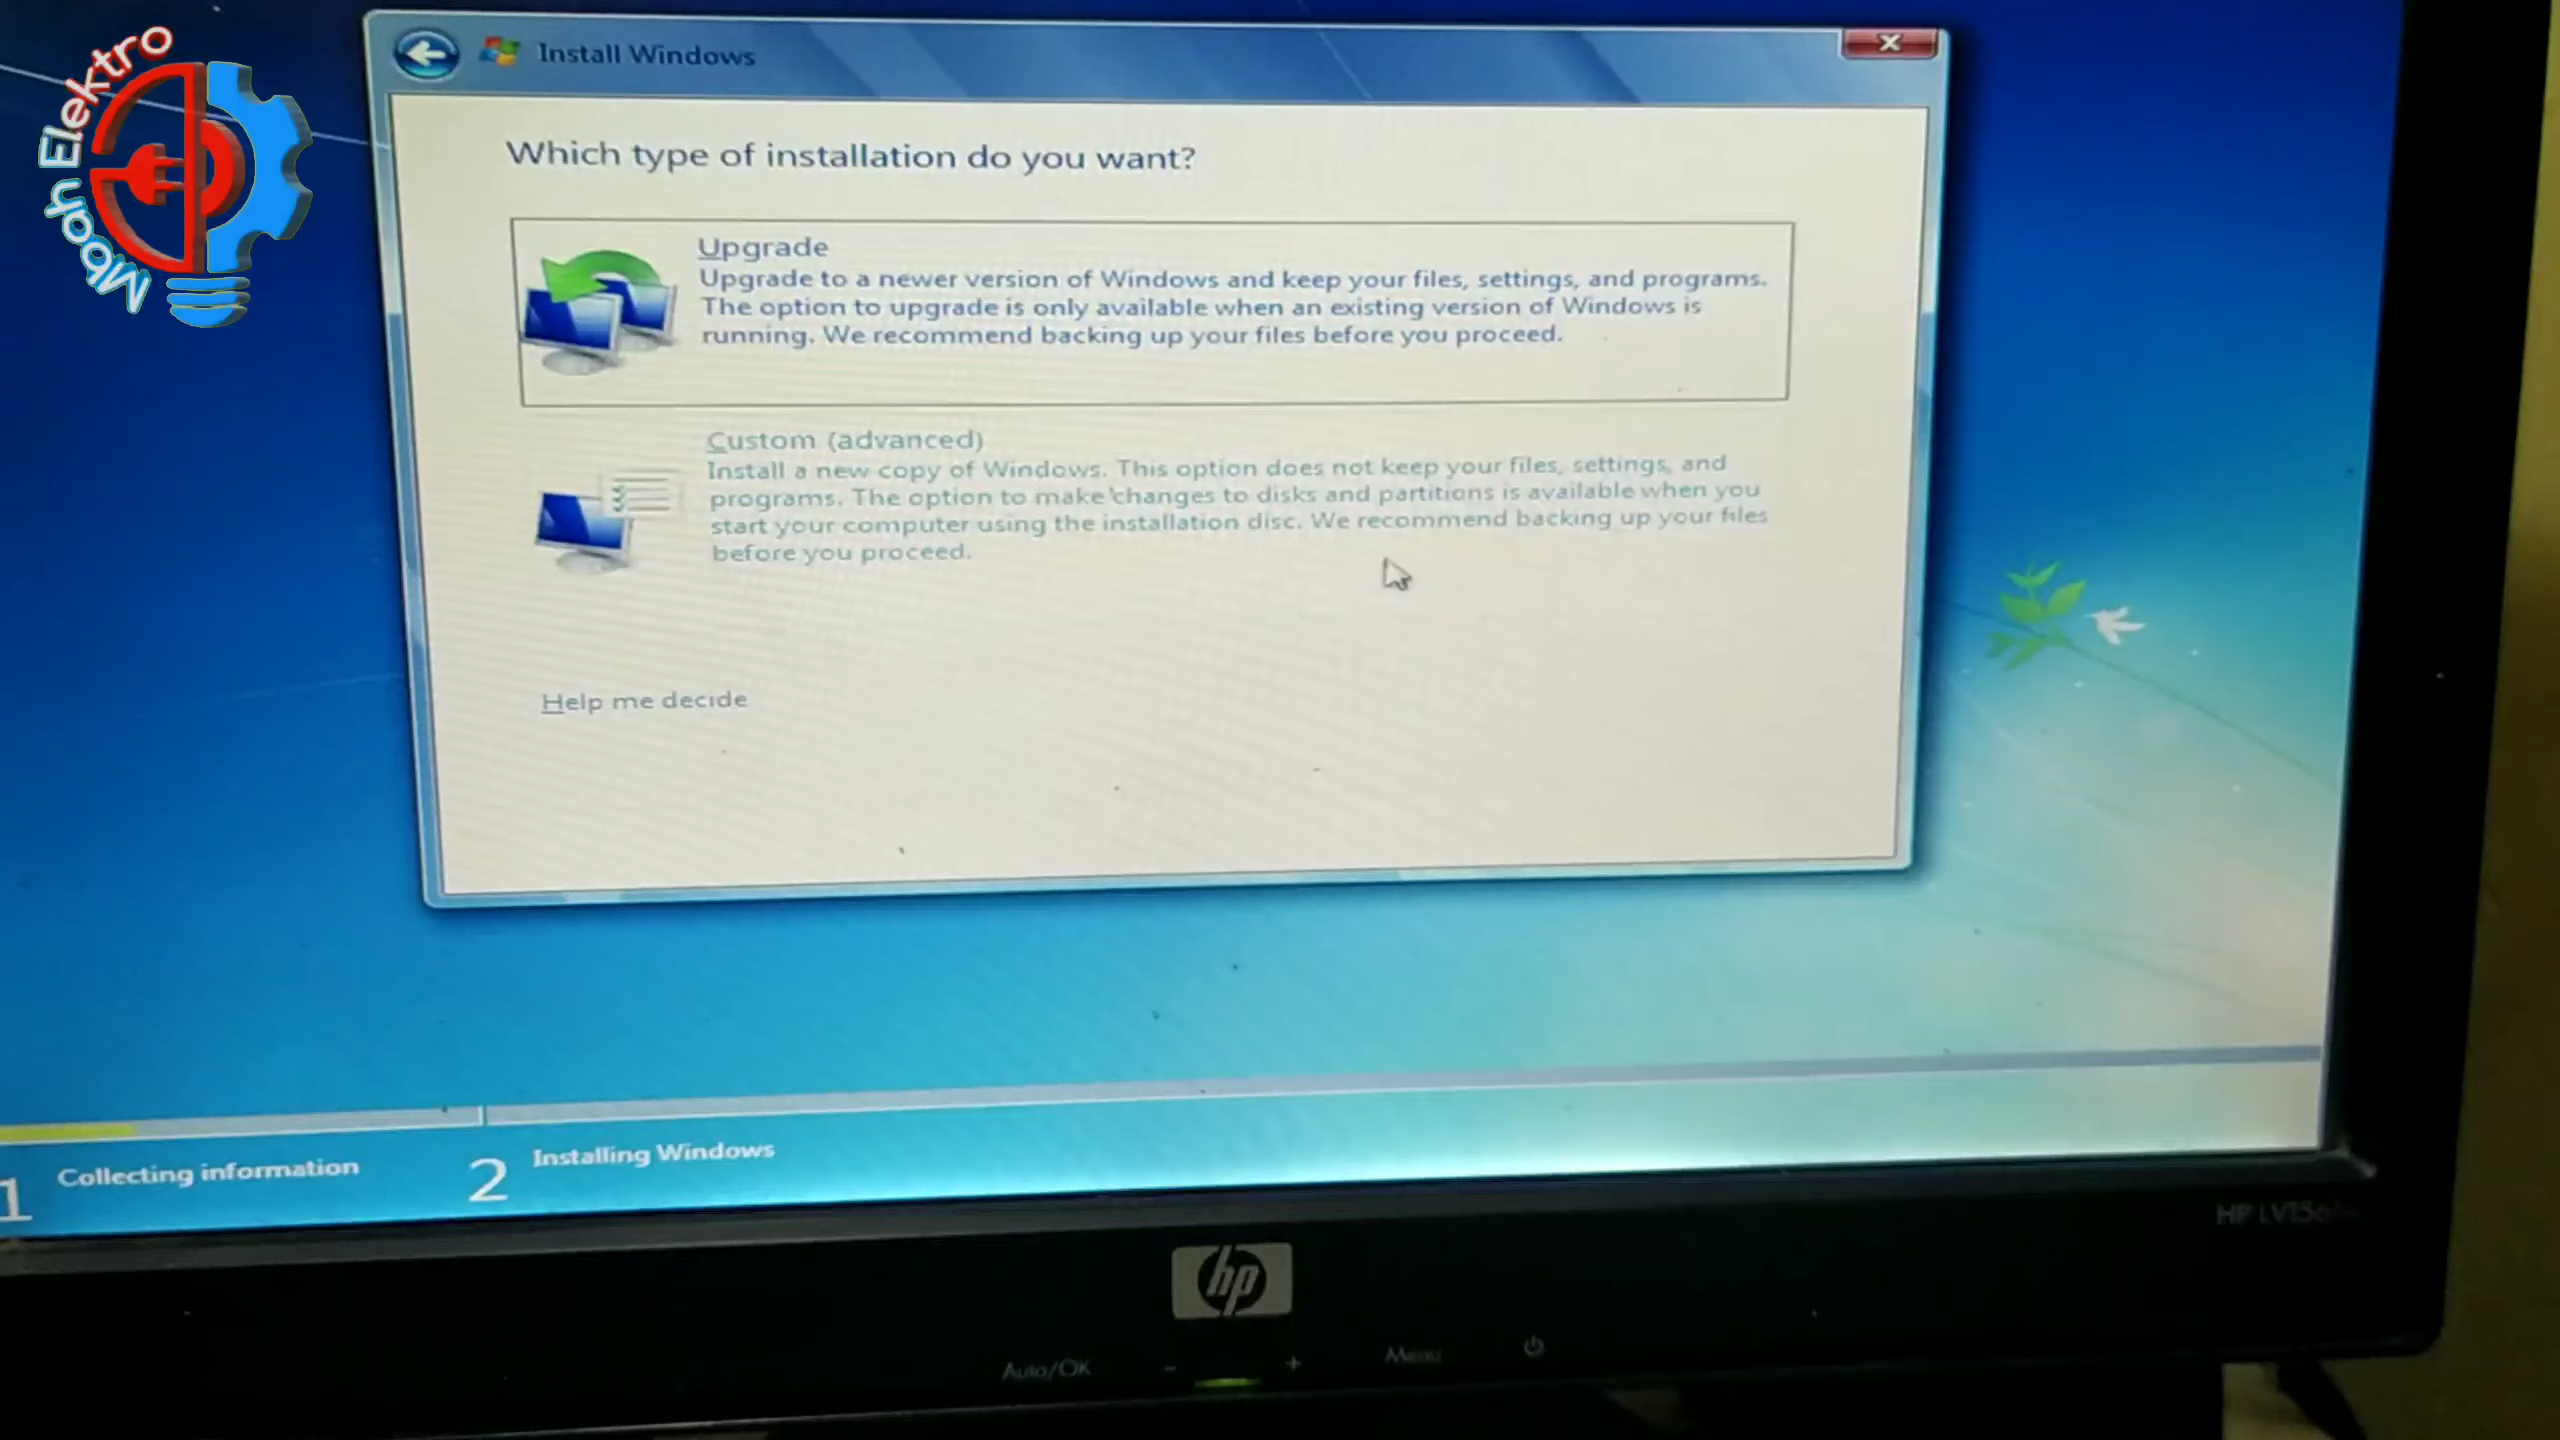 Mbah Elektro
Install Windows
Which type of installation do you want?
Upgrade
Upgrade to a newer version of Windows and keep your files, settings, and programs.
The option to upgrade is only available when an existing version of Windows is
running. We recommend backing up your files before you proceed.
Custom (advanced)
Install a new copy of Windows. This option does not keep your files, settings, and
programs. The option to make changes to disks and partitions is available when you
start your computer using the installation disc. We recommend backing up your files
before you proceed.
Help me decide
1 Collecting information
2 Installing Windows
HP
hp
Auto/OK - + Menu